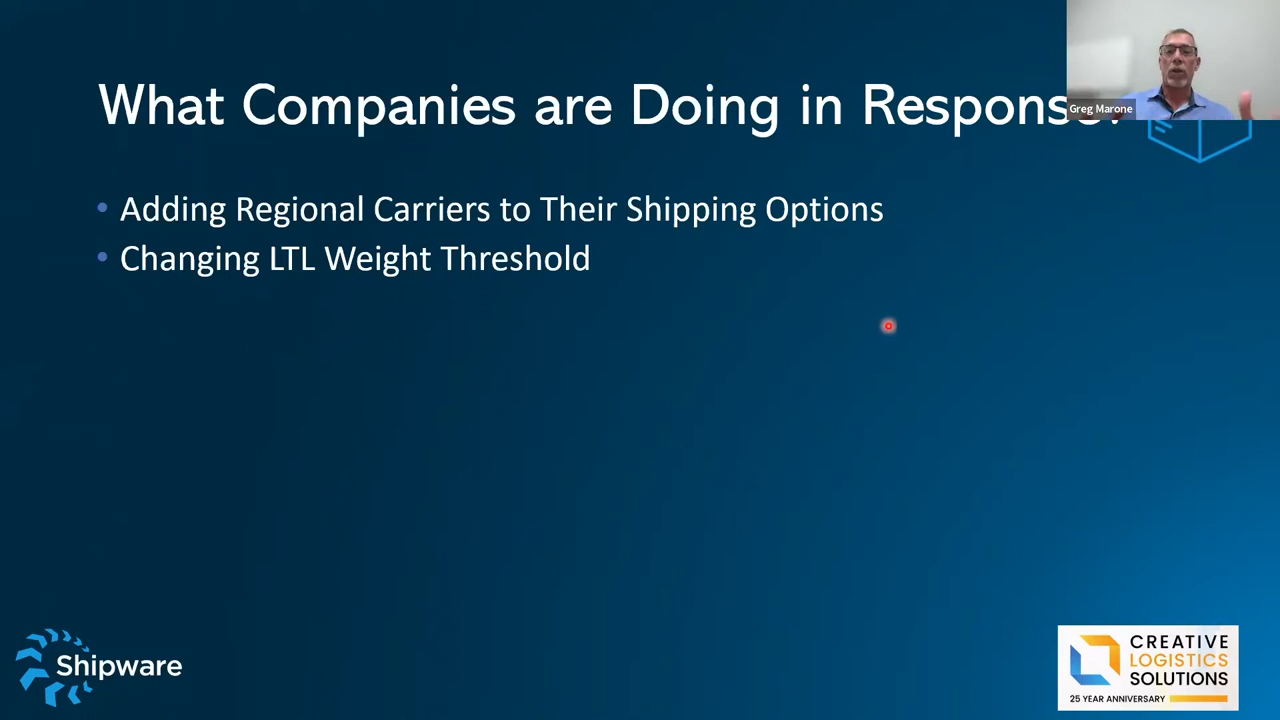 What Companies are Doing in Response?
Greg Marone
• Adding Regional Carriers to Their Shipping Options
• Changing LTL Weight Threshold
Shipware
CREATIVE
LOGISTICS
SOLUTIONS
25 YEAR ANNIVERSARY